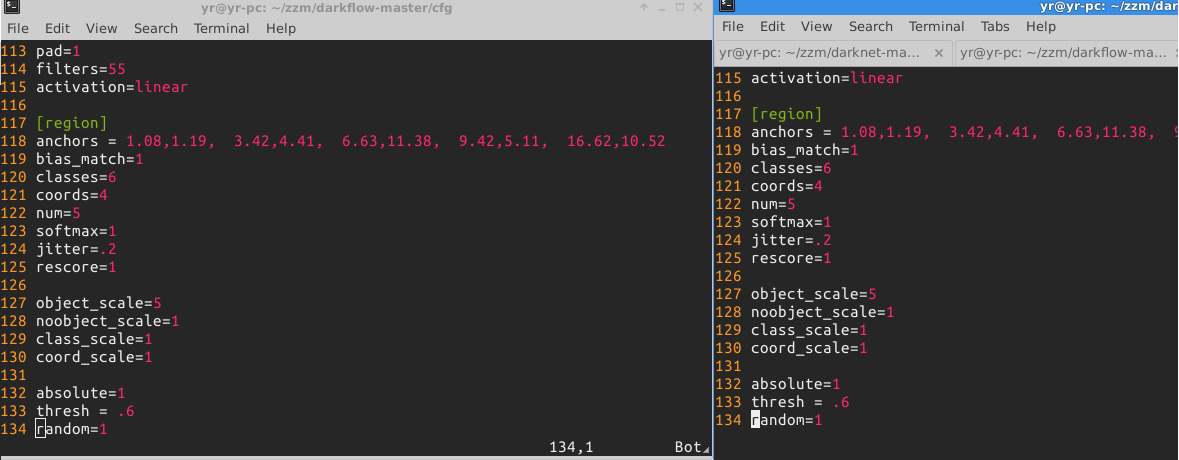 yr@yr-pc: ~/zzm/darkflow-master/cfg
File Edit View Search Terminal Help
113 pad=1
114 filters=55
115 activation=linear
116
117 [region]
118 anchors = 1.08,1.19,  3.42,4.41,  6.63,11.38,  9.42,5.11,  16.62,10.52
119 bias_match=1
120 classes=6
121 coords=4
122 num=5
123 softmax=1
124 jitter=.2
125 rescore=1
126
127 object_scale=5
128 noobject_scale=1
129 class_scale=1
130 coord_scale=1
131
132 absolute=1
133 thresh = .6
134 random=1
134,1 Bot
yr@yr-pc: ~/zzm/dar
File Edit View Search Terminal Tabs Help
yr@yr-pc: ~/zzm/darknet-ma... × yr@yr-pc: ~/zzm/darkflow-ma... ×
115 activation=linear
116
117 [region]
118 anchors = 1.08,1.19,  3.42,4.41,  6.63,11.38,  9
119 bias_match=1
120 classes=6
121 coords=4
122 num=5
123 softmax=1
124 jitter=.2
125 rescore=1
126
127 object_scale=5
128 noobject_scale=1
129 class_scale=1
130 coord_scale=1
131
132 absolute=1
133 thresh = .6
134 random=1